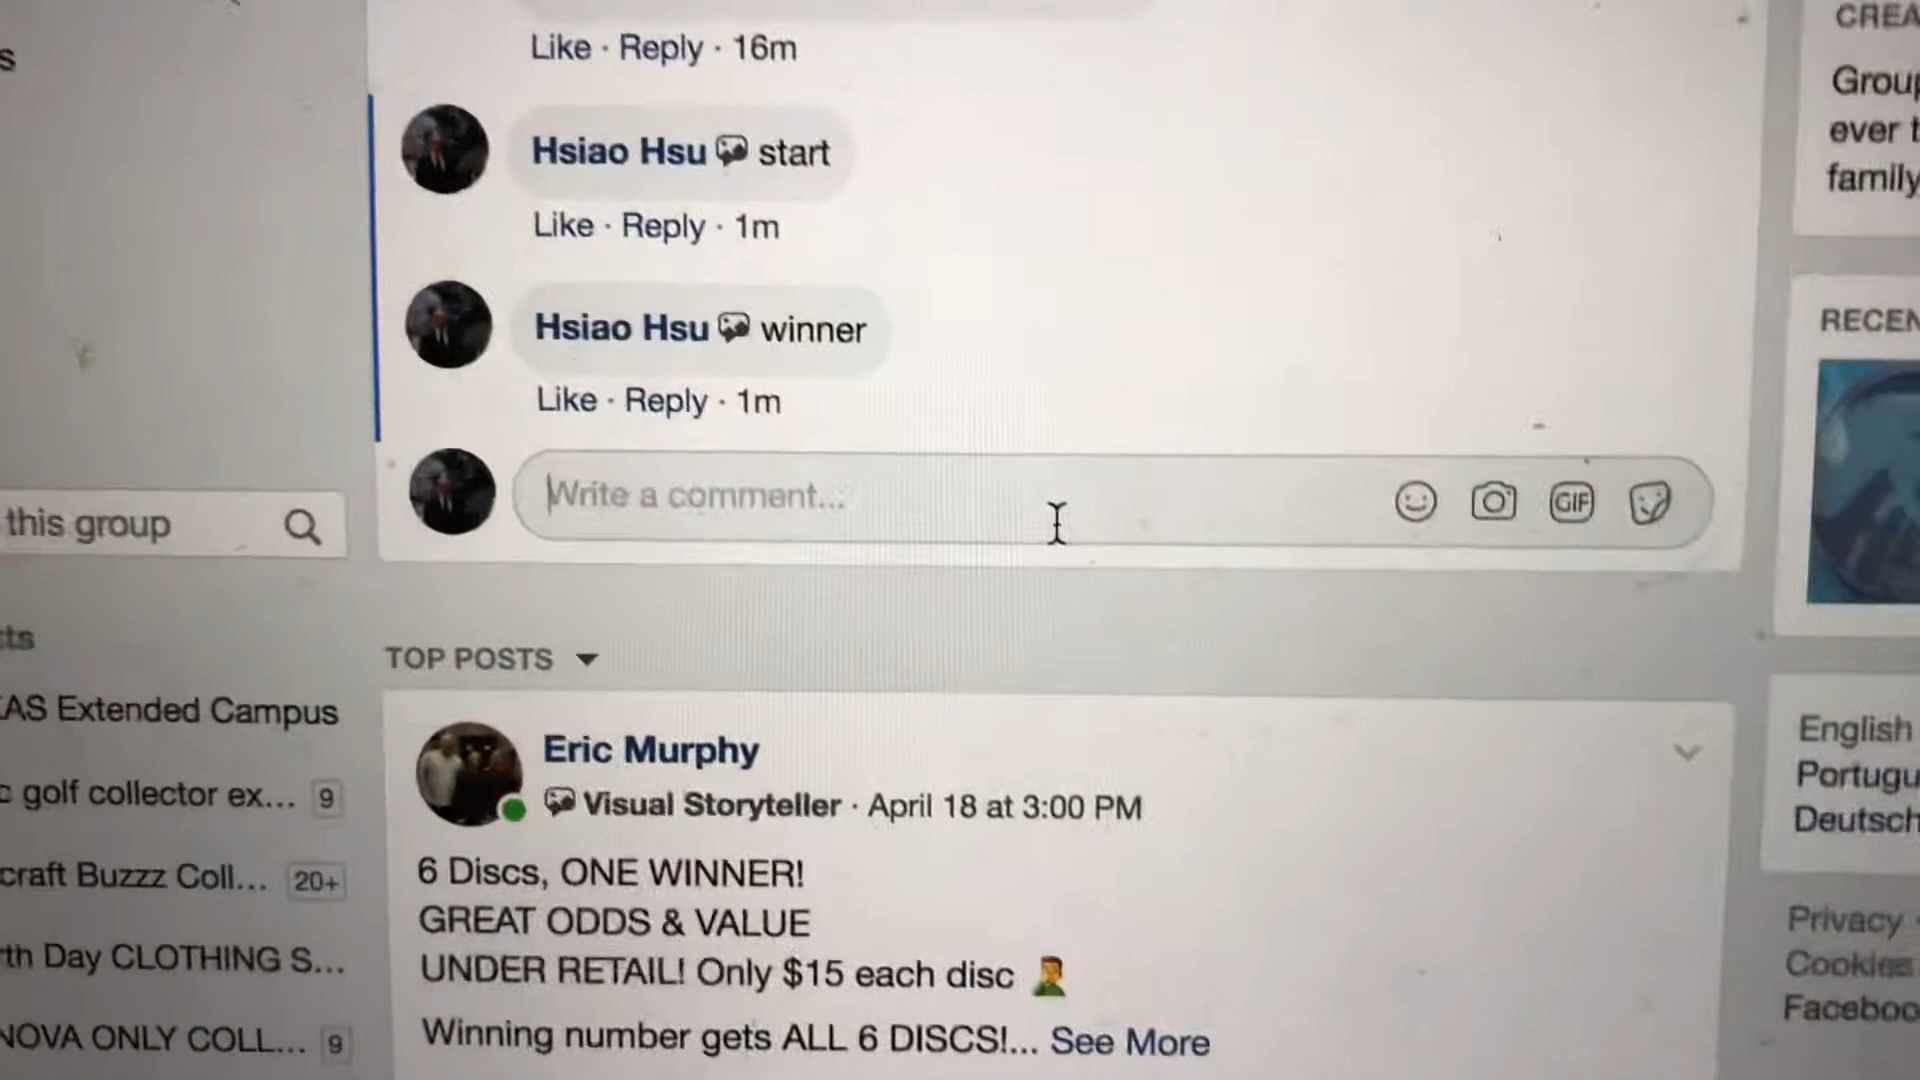 Like · Reply · 16m
Hsiao Hsu start
Like · Reply · 1m
Hsiao Hsu winner
Like · Reply · 1m
Write a comment...
GIF
this group
TOP POSTS
AS Extended Campus
golf collector ex... 9
craft Buzzz Coll... 20+
th Day CLOTHING S...
NOVA ONLY COLL... 9
Eric Murphy
Visual Storyteller · April 18 at 3:00 PM
6 Discs, ONE WINNER!
GREAT ODDS & VALUE
UNDER RETAIL! Only $15 each disc
Winning number gets ALL 6 DISCS!... See More
CREA
Group
ever t
family
RECEN
English
Portugu
Deutsch
Privacy ·
Cookies
Faceboo